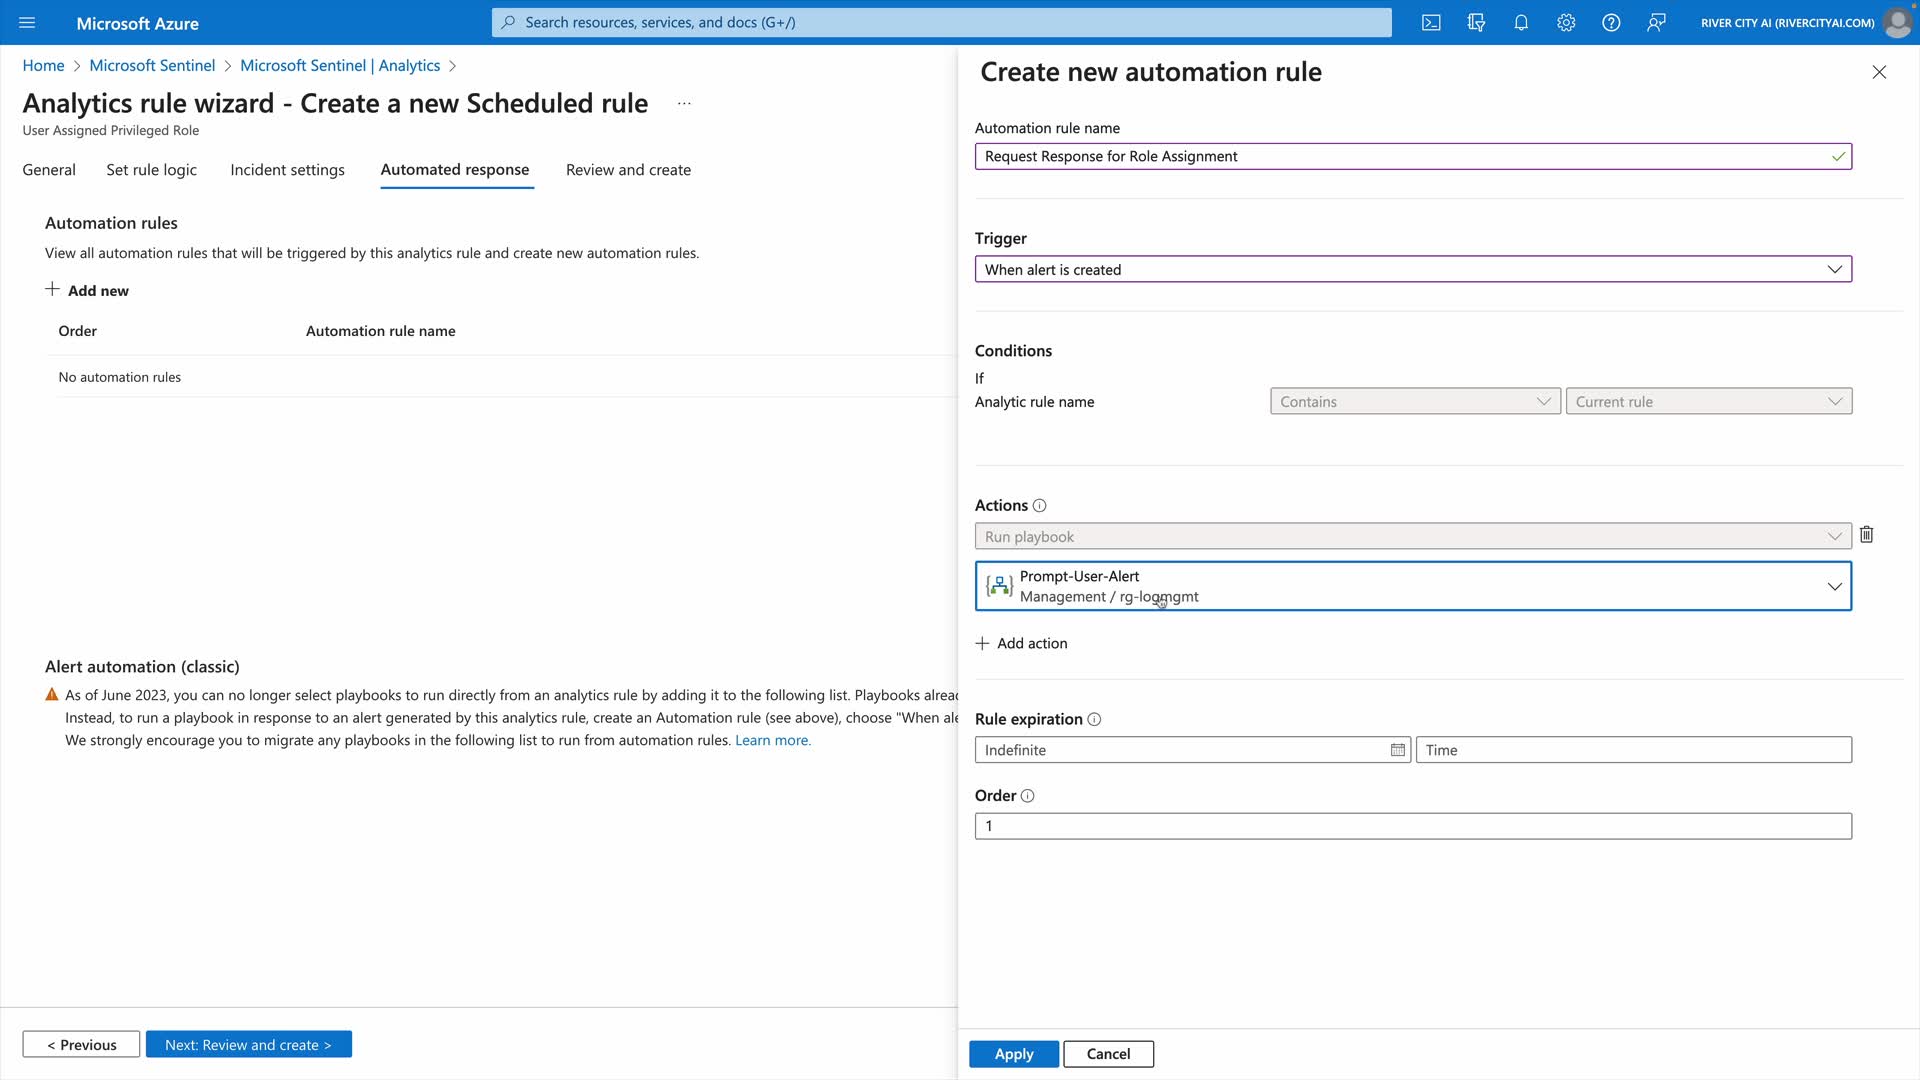 Microsoft Azure
Search resources, services, and docs (G+/)
RIVER CITY AI (RIVERCITYAI.COM)
Home > Microsoft Sentinel > Microsoft Sentinel | Analytics >
Analytics rule wizard - Create a new Scheduled rule ...
User Assigned Privileged Role
General Set rule logic Incident settings Automated response Review and create
Automation rules
View all automation rules that will be triggered by this analytics rule and create new automation rules.
+ Add new
Order Automation rule name
No automation rules
Alert automation (classic)
As of June 2023, you can no longer select playbooks to run directly from an analytics rule by adding it to the following list. Playbooks alrea
Instead, to run a playbook in response to an alert generated by this analytics rule, create an Automation rule (see above), choose "When ale
We strongly encourage you to migrate any playbooks in the following list to run from automation rules. Learn more.
< Previous Next: Review and create >
Create new automation rule
Automation rule name
Request Response for Role Assignment
Trigger
When alert is created
Conditions
If
Analytic rule name Contains Current rule
Actions
Run playbook
Prompt-User-Alert
Management / rg-logmgmt
+ Add action
Rule expiration
Indefinite Time
Order
1
Apply Cancel